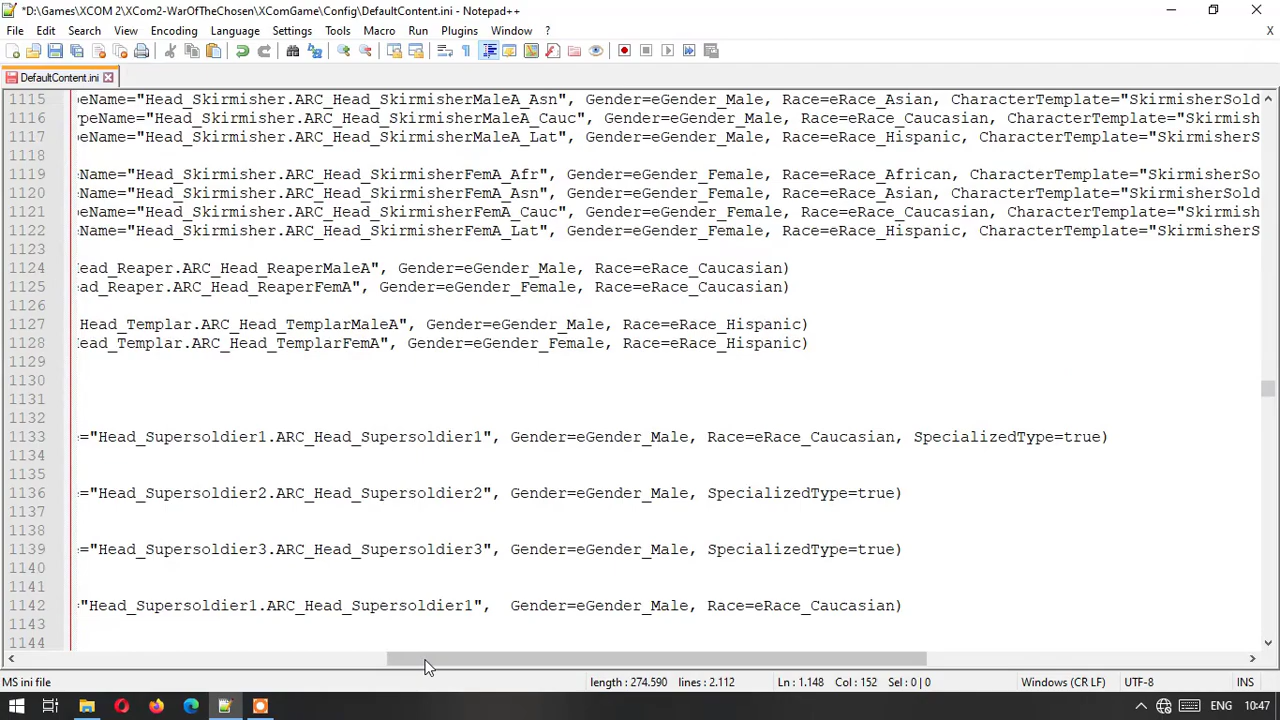 *D:\Games\XCOM 2\XCom2-WarOfTheChosen\XComGame\Config\DefaultContent.ini - Notepad++
File Edit Search View Encoding Language Settings Tools Macro Run Plugins Window ? X
DefaultContent.ini
1115 eName="Head_Skirmisher.ARC_Head_SkirmisherMaleA_Asn", Gender=eGender_Male, Race=eRace_Asian, CharacterTemplate="SkirmisherSold
1116 peName="Head_Skirmisher.ARC_Head_SkirmisherMaleA_Cauc", Gender=eGender_Male, Race=eRace_Caucasian, CharacterTemplate="Skirmish
1117 eName="Head_Skirmisher.ARC_Head_SkirmisherMaleA_Lat", Gender=eGender_Male, Race=eRace_Hispanic, CharacterTemplate="SkirmisherS
1118
1119 eName="Head_Skirmisher.ARC_Head_SkirmisherFemA_Afr", Gender=eGender_Female, Race=eRace_African, CharacterTemplate="SkirmisherSo
1120 eName="Head_Skirmisher.ARC_Head_SkirmisherFemA_Asn", Gender=eGender_Female, Race=eRace_Asian, CharacterTemplate="SkirmisherSold
1121 eName="Head_Skirmisher.ARC_Head_SkirmisherFemA_Cauc", Gender=eGender_Female, Race=eRace_Caucasian, CharacterTemplate="Skirmish
1122 eName="Head_Skirmisher.ARC_Head_SkirmisherFemA_Lat", Gender=eGender_Female, Race=eRace_Hispanic, CharacterTemplate="SkirmisherS
1123
1124 ead_Reaper.ARC_Head_ReaperMaleA", Gender=eGender_Male, Race=eRace_Caucasian)
1125 ad_Reaper.ARC_Head_ReaperFemA", Gender=eGender_Female, Race=eRace_Caucasian)
1126
1127 Head_Templar.ARC_Head_TemplarMaleA", Gender=eGender_Male, Race=eRace_Hispanic)
1128 ead_Templar.ARC_Head_TemplarFemA", Gender=eGender_Female, Race=eRace_Hispanic)
1129
1130
1131
1132
1133 ="Head_Supersoldier1.ARC_Head_Supersoldier1", Gender=eGender_Male, Race=eRace_Caucasian, SpecializedType=true)
1134
1135
1136 ="Head_Supersoldier2.ARC_Head_Supersoldier2", Gender=eGender_Male, SpecializedType=true)
1137
1138
1139 ="Head_Supersoldier3.ARC_Head_Supersoldier3", Gender=eGender_Male, SpecializedType=true)
1140
1141
1142 ="Head_Supersoldier1.ARC_Head_Supersoldier1", Gender=eGender_Male, Race=eRace_Caucasian)
1143
1144
MS ini file length : 274.590 lines : 2.112 Ln : 1.148 Col : 152 Sel : 0 | 0 Windows (CR LF) UTF-8 INS
ENG 10:47